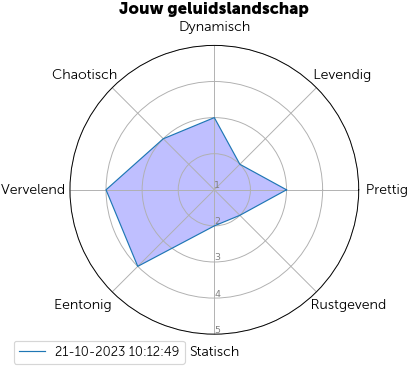 Jouw geluidslandschap
Dynamisch
Chaotisch
Levendig
Vervelend
1
Prettig
2
3
4
Eentonig
Rustgevend
5
21-10-2023 10:12:49
Statisch